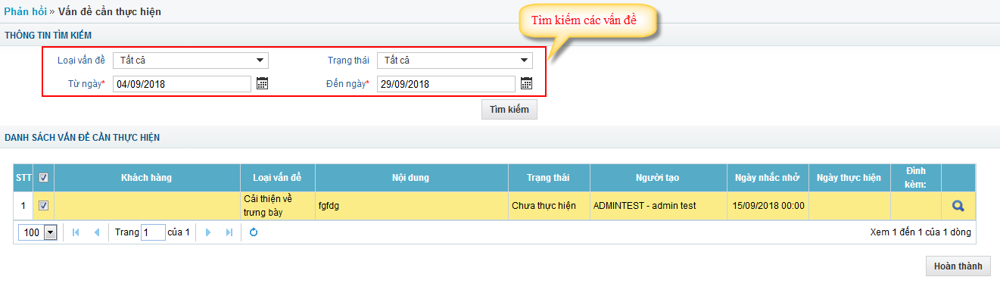 Phản hồi » Vấn đề cần thực hiện
Tìm kiếm các vấn đề
THÔNG TIN TÌM KIẾM
Loại vấn đề Tất cả Trạng thái Tất cả
Từ ngày* 04/09/2018 Đến ngày* 29/09/2018
Tìm kiếm
DANH SÁCH VẤN ĐỀ CẦN THỰC HIỆN
STT Khách hàng Loại vấn đề Nội dung Trạng thái Người tạo Ngày nhắc nhở Ngày thực hiện Đính
kèm:
1 Cải thiện về
trưng bày fgfdg Chưa thực hiện ADMINTEST - admin test 15/09/2018 00:00
100 Trang 1 của 1 Xem 1 đến 1 của 1 dòng
Hoàn thành